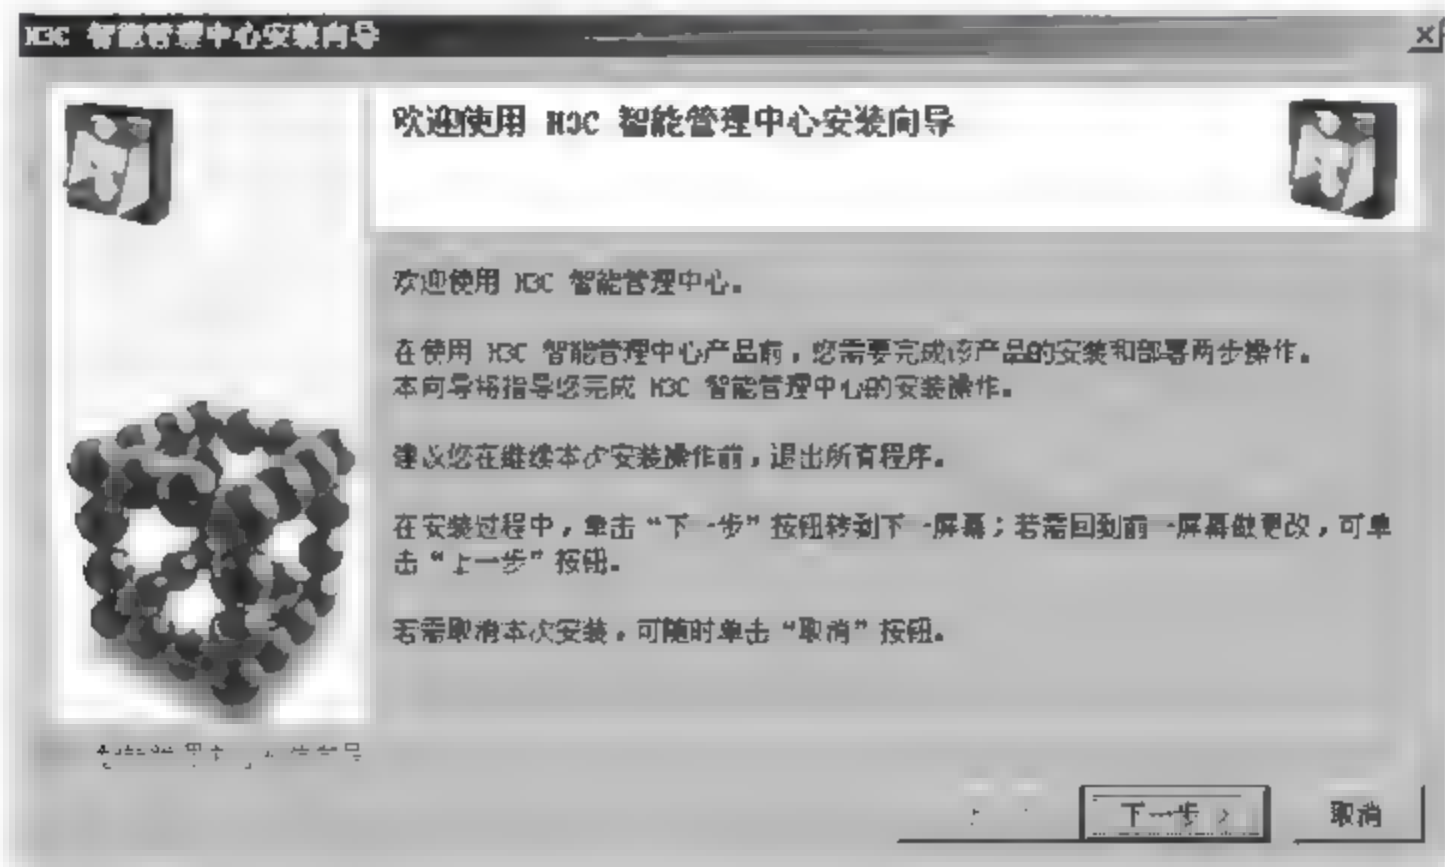 H3C 智能管理中心安装向导
欢迎使用 H3C 智能管理中心安装向导
欢迎使用 H3C 智能管理中心。
在使用 H3C 智能管理中心产品前，您需要完成该产品的安装和部署两步操作。
本向导将指导您完成 H3C 智能管理中心的安装操作。
建议您在继续本次安装操作前，退出所有程序。
在安装过程中，单击“下一步”按钮转到下一屏幕；若需回到前一屏幕做更改，可单
击“上一步”按钮。
若需取消本次安装，可随时单击“取消”按钮。
下一步 >
取消